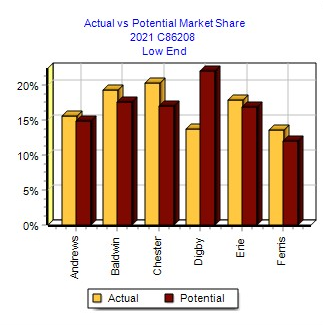 Actual vs Potential Market Share
2021 C86208
Low End
20%
15%
10%
5%
0%
Andrews
Baldwin
Chester
Digby
Erie
Ferris
Actual
Potential